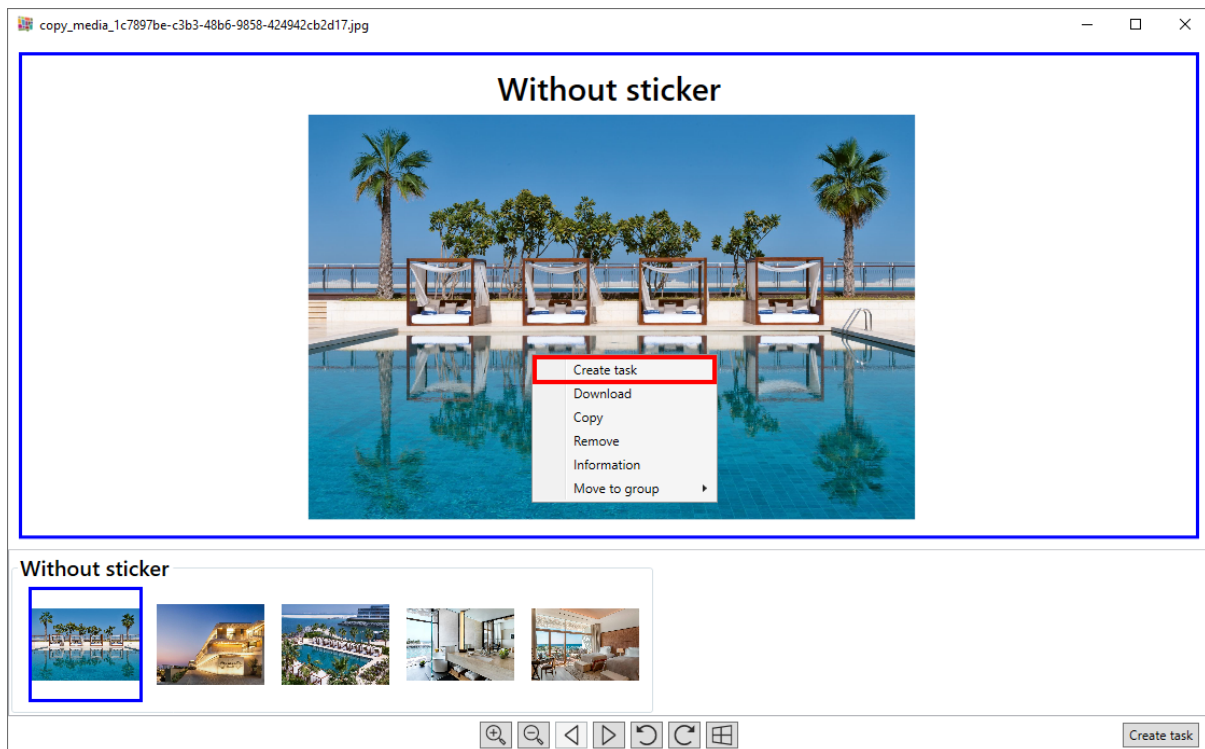 copy_media_1c7897be-c3b3-48b6-9858-424942cb2d17.jpg
Without sticker
Create task
Download
Copy
Remove
Information
Move to group
Without sticker
Create task